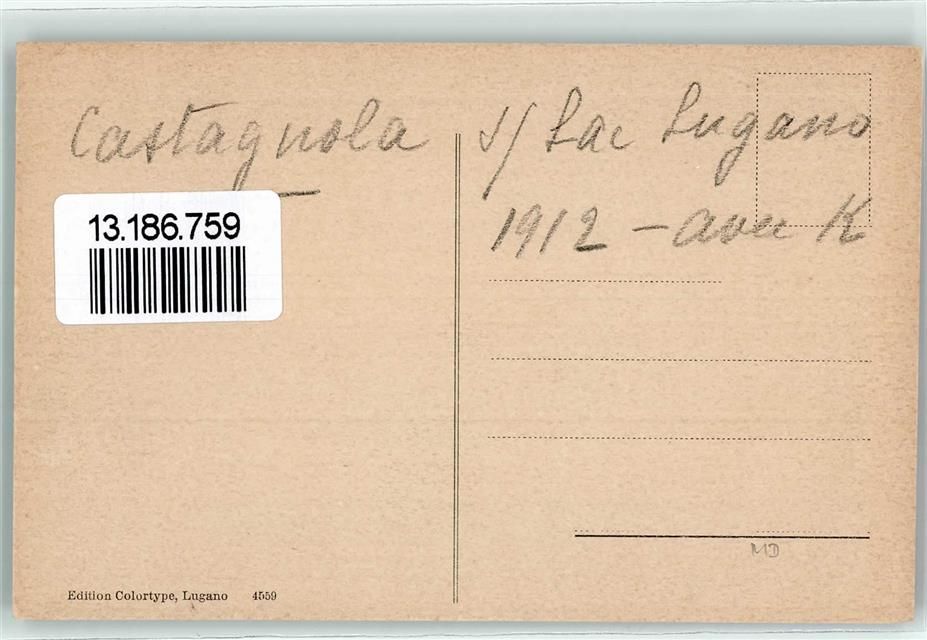 Castagnola s/ Lac Lugano
1912 - avec K
13.186.759
MD
Edition Colortype, Lugano 4559